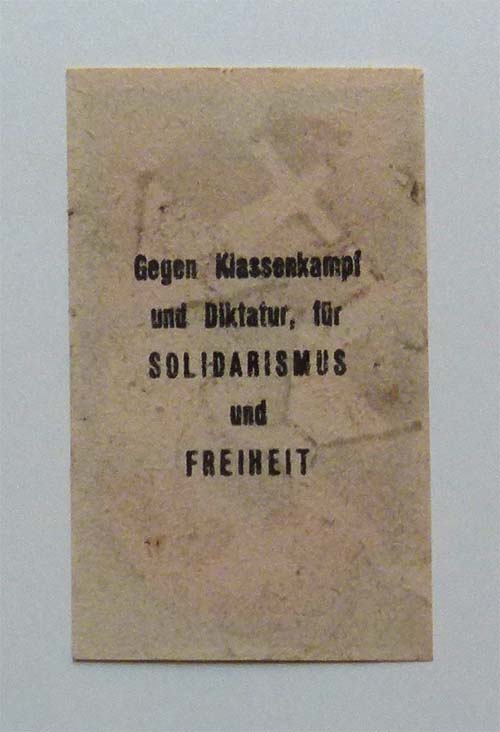 Gegen Klassenkampf
und Diktatur, für
SOLIDARISMUS
und
FREIHEIT